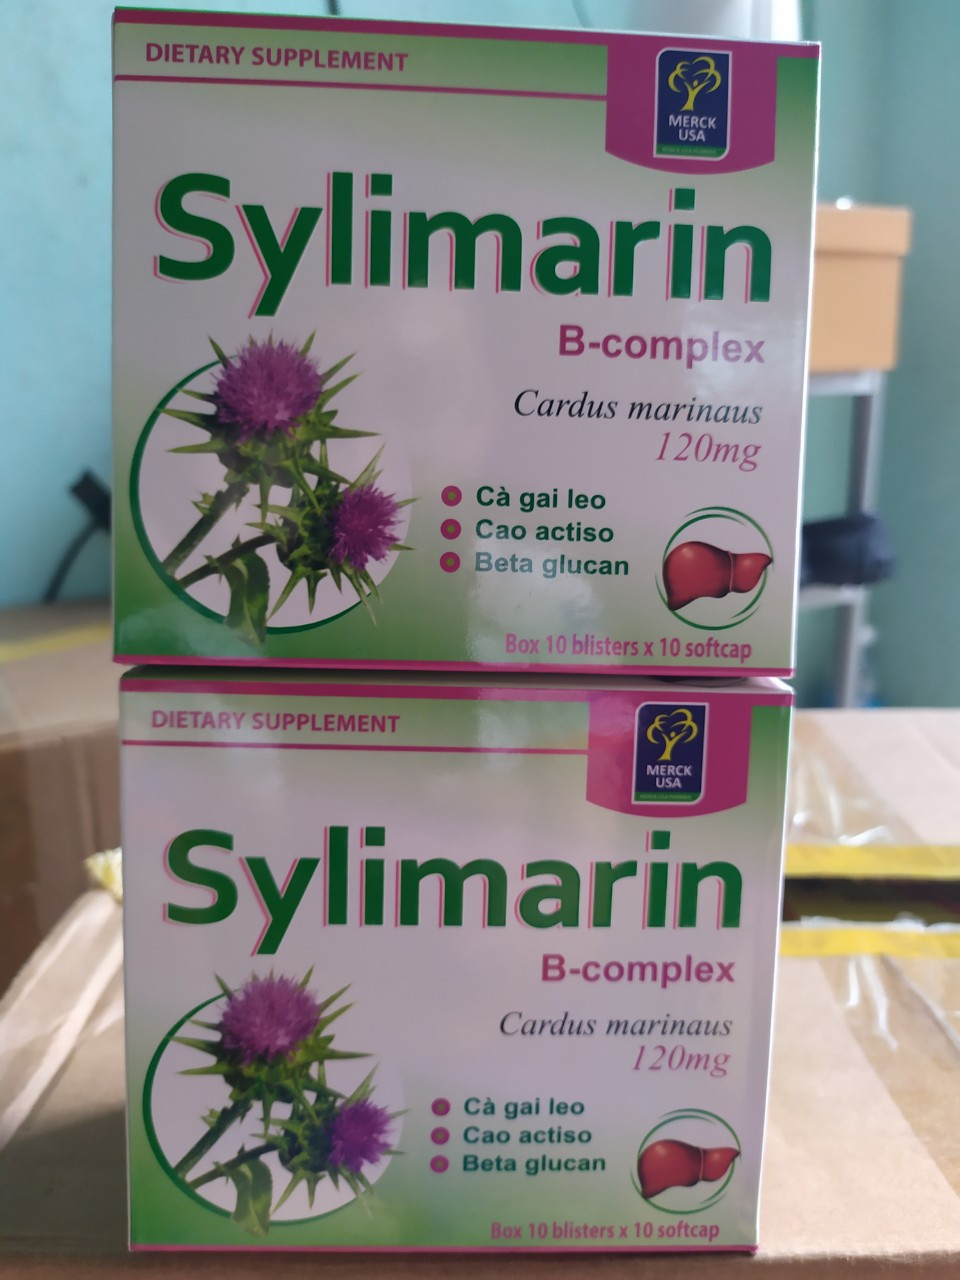 DIETARY SUPPLEMENT
MERCK
USA
Sylimarin
B-complex
Cardus marinaus
120mg
Cà gai leo
Cao actiso
Beta glucan
Box 10 blisters x 10 softcap
DIETARY SUPPLEMENT
MERCK
USA
Sylimarin
B-complex
Cardus marinaus
120mg
Cà gai leo
Cao actiso
Beta glucan
Box 10 blisters x 10 softcap